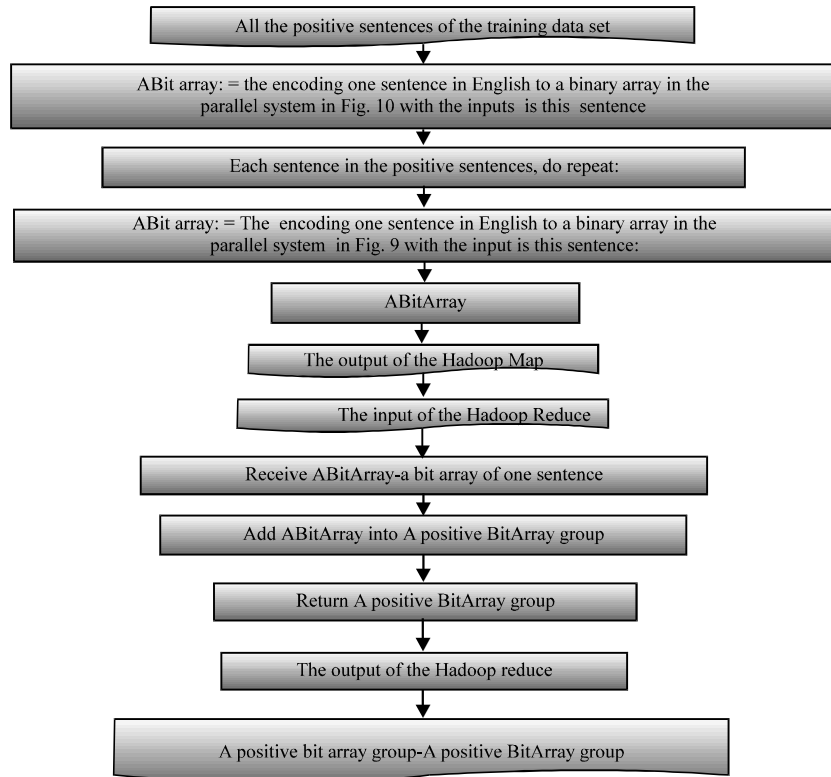 All the positive sentences of the training data set
ABit array: = the encoding one sentence in English to a binary array in the
parallel system in Fig. 10 with the inputs is this sentence
Each sentence in the positive sentences, do repeat:
ABit array: = The encoding one sentence in English to a binary array in the
parallel system in Fig. 9 with the input is this sentence:
ABitArray
The output of the Hadoop Map
The input of the Hadoop Reduce
Receive ABitArray-a bit array of one sentence
Add ABitArray into A positive BitArray group
Return A positive BitArray group
The output of the Hadoop reduce
A positive bit array group-A positive BitArray group